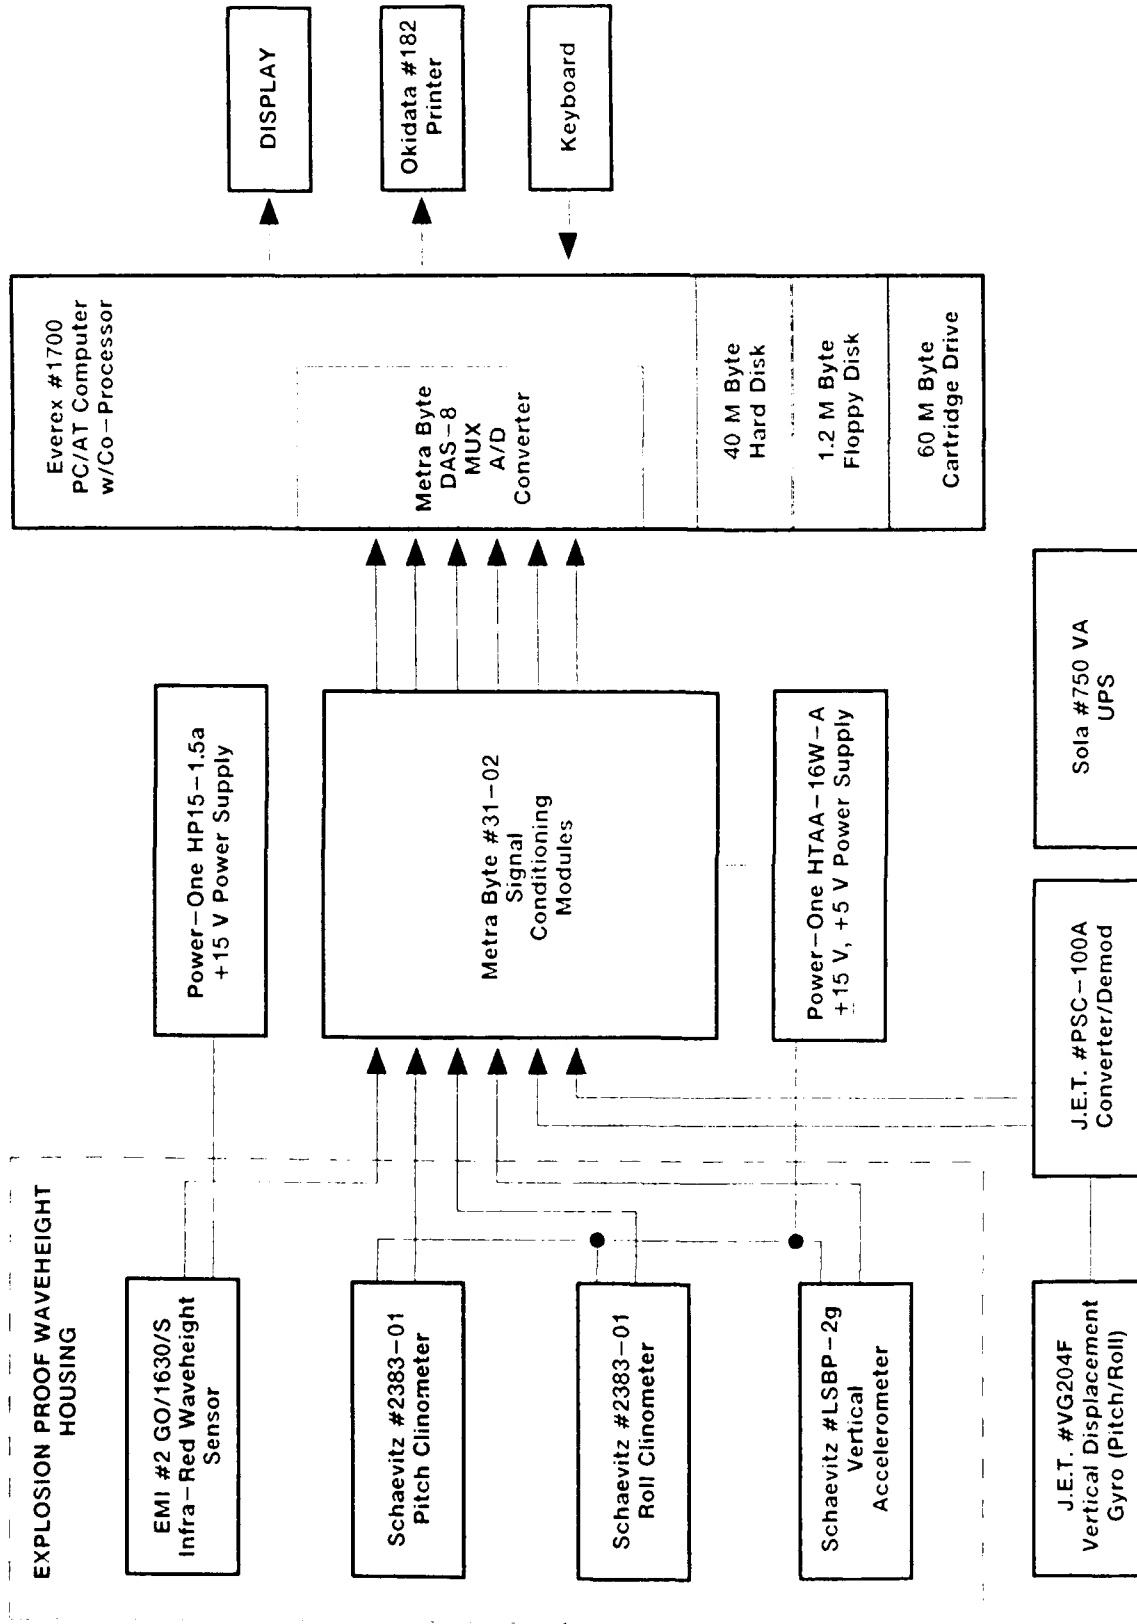 EXPLOSION PROOF WAVEHEIGHT
HOUSING
EMI #2 GO/1630/S
Infra-Red Waveheight
Sensor
Schaevitz #2383-01
Pitch Clinometer
Schaevitz #2383-01
Roll Clinometer
Schaevitz #LSBP-2g
Vertical
Accelerometer
J.E.T. #VG204F
Vertical Displacement
Gyro (Pitch/Roll)
Power-One HP15-1.5a
+15 V Power Supply
Metra Byte #31-02
Signal
Conditioning
Modules
Power-One HTAA-16W-A
±15 V, +5 V Power Supply
J.E.T. #PSC-100A
Converter/Demod
Sola #750 VA
UPS
Everex #1700
PC/AT Computer
w/Co-Processor
Metra Byte
DAS-8
MUX
A/D
Converter
40 M Byte
Hard Disk
1.2 M Byte
Floppy Disk
60 M Byte
Cartridge Drive
DISPLAY
Okidata #182
Printer
Keyboard